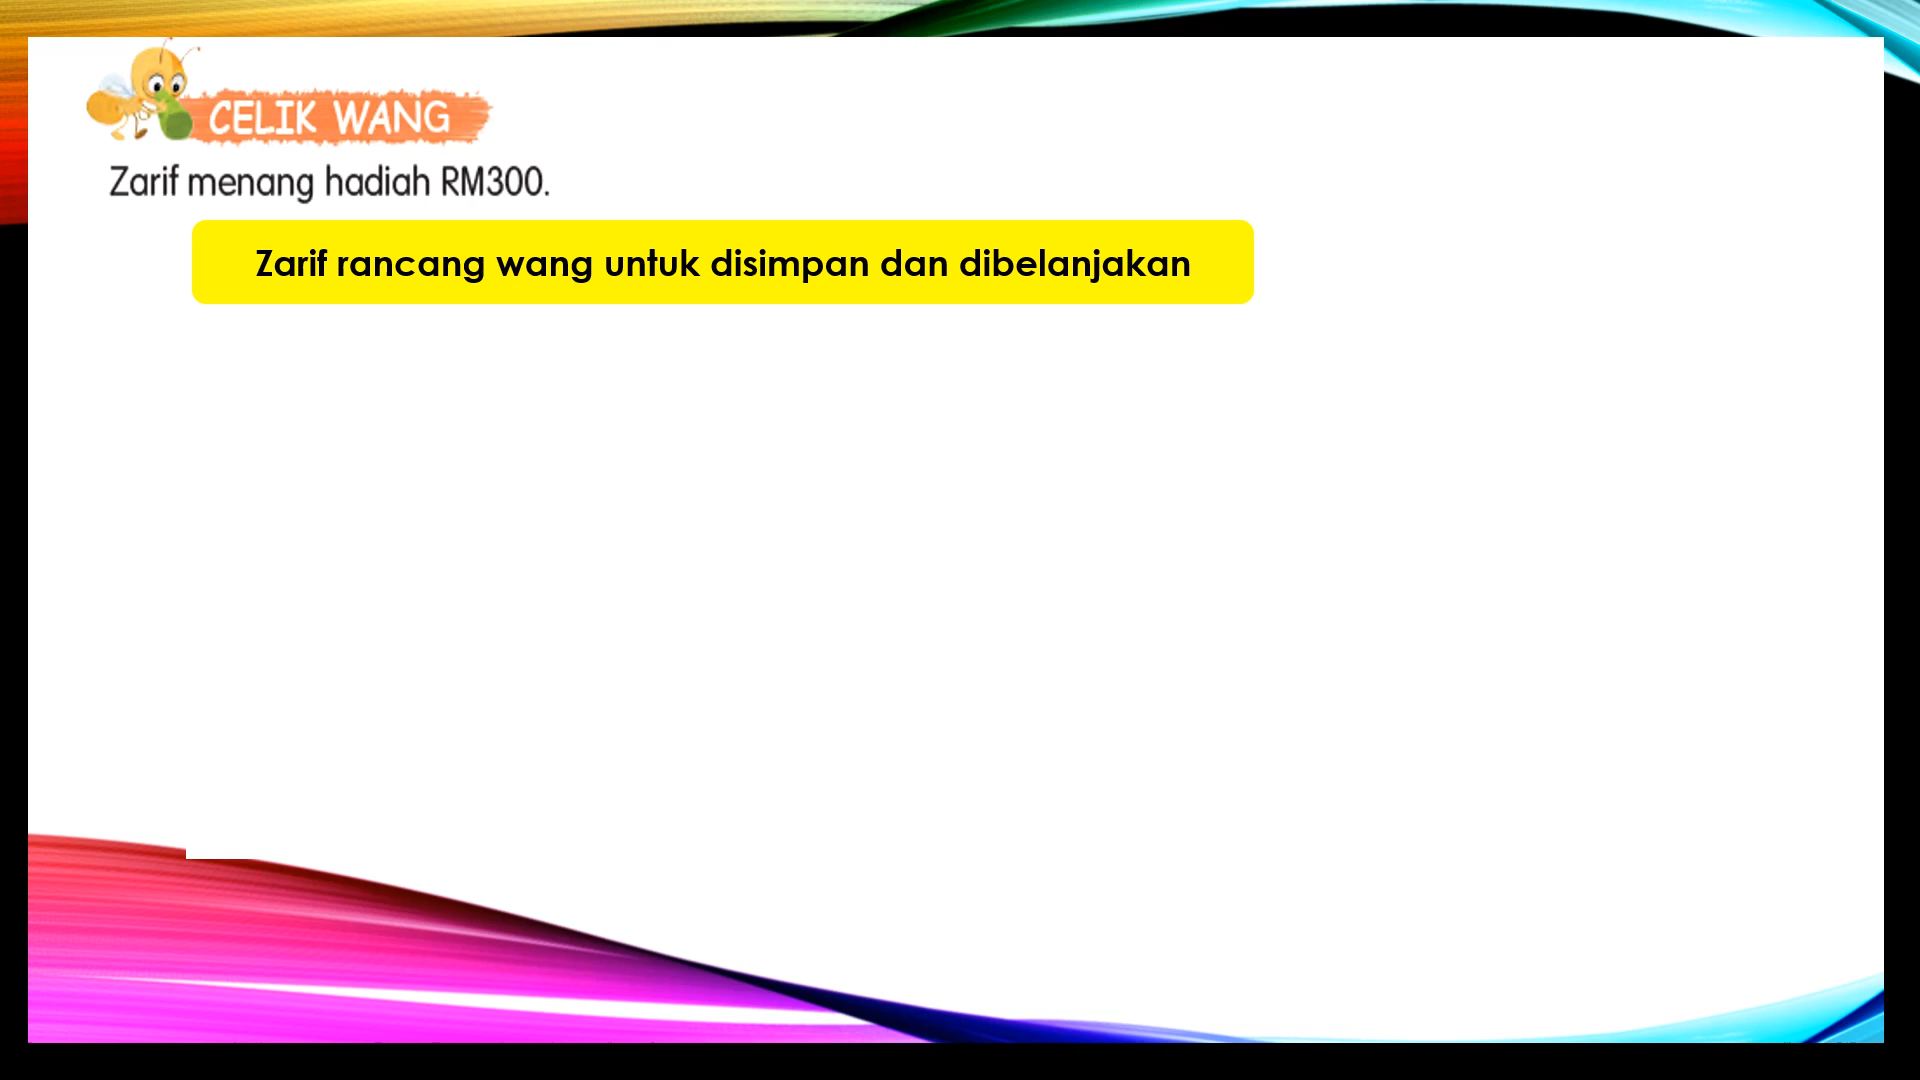 CELIK WANG
Zarif menang hadiah RM300.
Zarif rancang wang untuk disimpan dan dibelanjakan